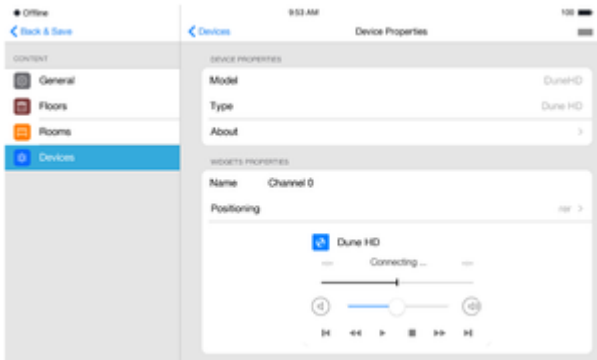 Offline
9:53 AM
100
Back & Save
Devices
Device Properties
CONTENT
General
Floors
Rooms
Devices
DEVICE PROPERTIES
Model DuneHD
Type Dune HD
About
WIDGETS PROPERTIES
Name Channel 0
Positioning
Dune HD
Connecting ...